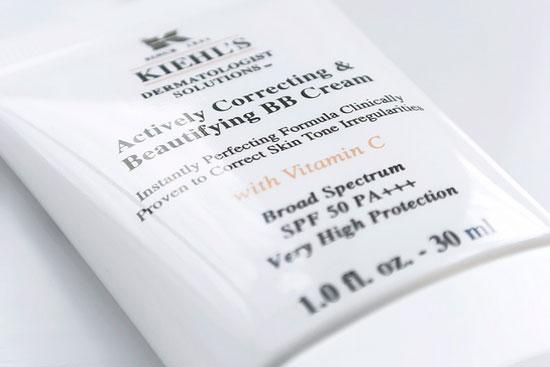 KIEHL'S
DERMATOLOGIST
SOLUTIONS™
Actively Correcting &
Beautifying BB Cream
Instantly Perfecting Formula Clinically
Proven to Correct Skin Tone Irregularities
with Vitamin C
Broad Spectrum
SPF 50 PA+++
Very High Protection
1.0 fl. oz. - 30 ml